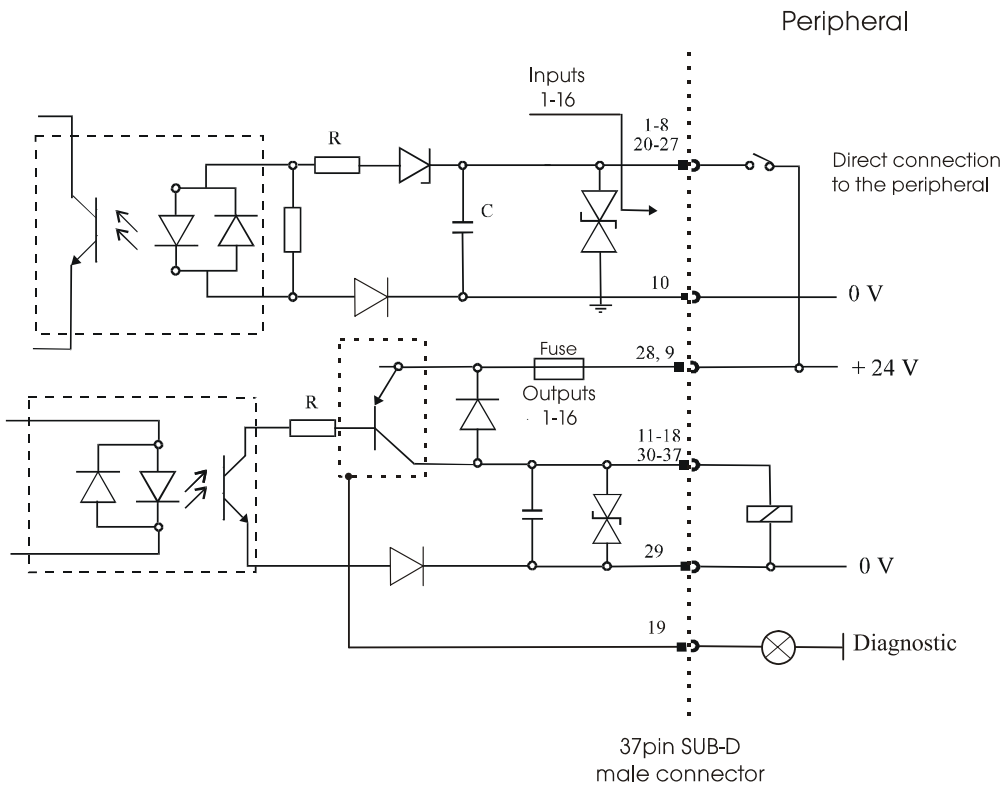 Peripheral
Inputs
1-16
1-8
20-27
R
Direct connection
to the peripheral
C
10
0 V
Fuse
28, 9
+ 24 V
Outputs
1-16
R
11-18
30-37
29
0 V
19
Diagnostic
37pin SUB-D
male connector